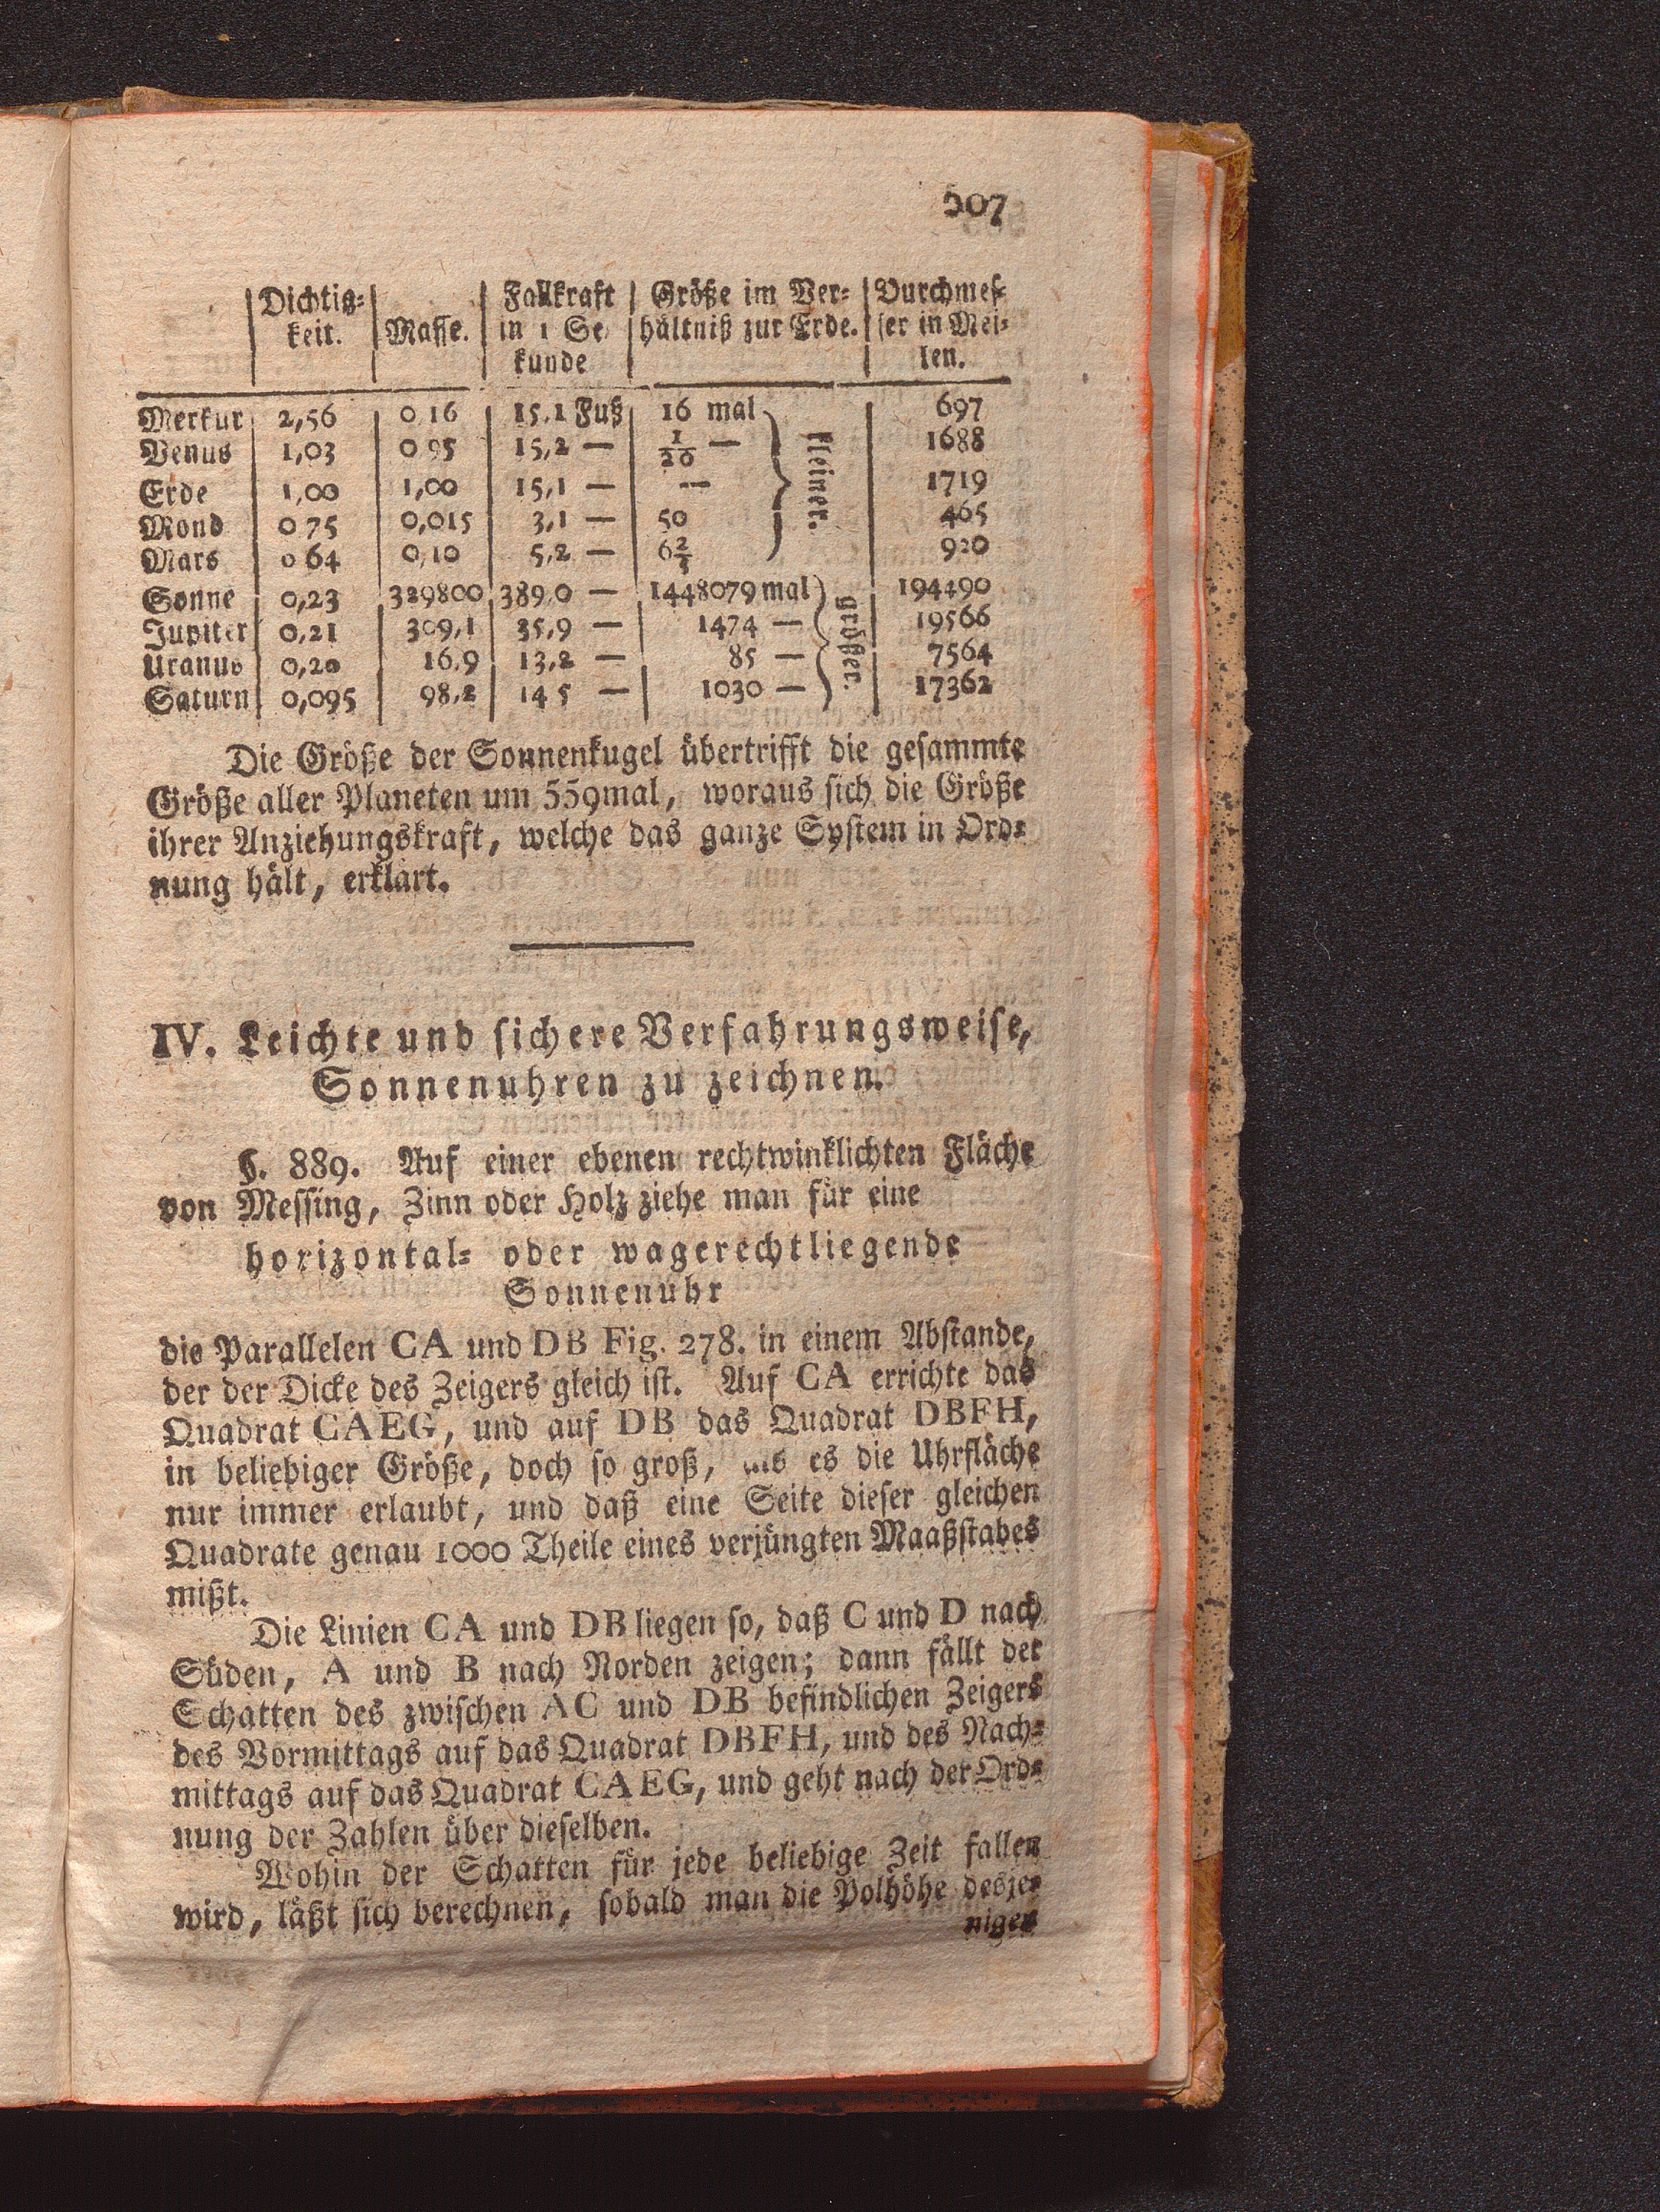 507
Dichtig= | Masse. | Fallkraft | Größe im Ver= | Durchmes=
keit. | in 1 Se | hältniß zur Erde. | ser in Mei=
kunde | len.
Merkur | 2,56 | 0 16 | 15,1 Fuß | 16 mal | 697
Venus | 1,03 | 0 95 | 15,2 — | 1/20 — | kleiner. | 1688
Erde | 1,00 | 1,00 | 15,1 — | — | 1719
Mond | 0 75 | 0,015 | 3,1 — | 50 | 465
Mars | 0 64 | 0,10 | 5,2 — | 6 | 920
Sonne | 0,23 | 329800 | 389,0 — | 1448079 mal | größer. | 194490
Jupiter | 0,21 | 309,1 | 35,9 — | 1474 — | 19566
Uranus | 0,20 | 16,9 | 13,2 — | 85 — | 7564
Saturn | 0,095 | 98,2 | 14 5 — | 1030 — | 17362
Die Größe der Sonnenkugel übertrifft die gesammte
Größe aller Planeten um 559mal, woraus sich die Größe
ihrer Anziehungskraft, welche das ganze System in Ord=
nung hält, erklärt.
IV. Leichte und sichere Verfahrungsweise,
Sonnenuhren zu zeichnen.
§. 889. Auf einer ebenen rechtwinklichten Fläche
von Messing, Zinn oder Holz ziehe man für eine
horizontal= oder wagerechtliegende
Sonnenuhr
die Parallelen CA und DB Fig. 278. in einem Abstande,
der der Dicke des Zeigers gleich ist. Auf CA errichte das
Quadrat CAEG, und auf DB das Quadrat DBFH,
in beliebiger Größe, doch so groß, als es die Uhrfläche
nur immer erlaubt, und daß eine Seite dieser gleichen
Quadrate genau 1000 Theile eines verjüngten Maaßstabes
mißt.
Die Linien CA und DB liegen so, daß C und D nach
Süden, A und B nach Norden zeigen; dann fällt der
Schatten des zwischen AC und DB befindlichen Zeigers
des Vormittags auf das Quadrat DBFH, und des Nach=
mittags auf das Quadrat CAEG, und geht nach der Ord=
nung der Zahlen über dieselben.
Wohin der Schatten für jede beliebige Zeit fallen
wird, läßt sich berechnen, sobald man die Polhöhe desje=
nigen